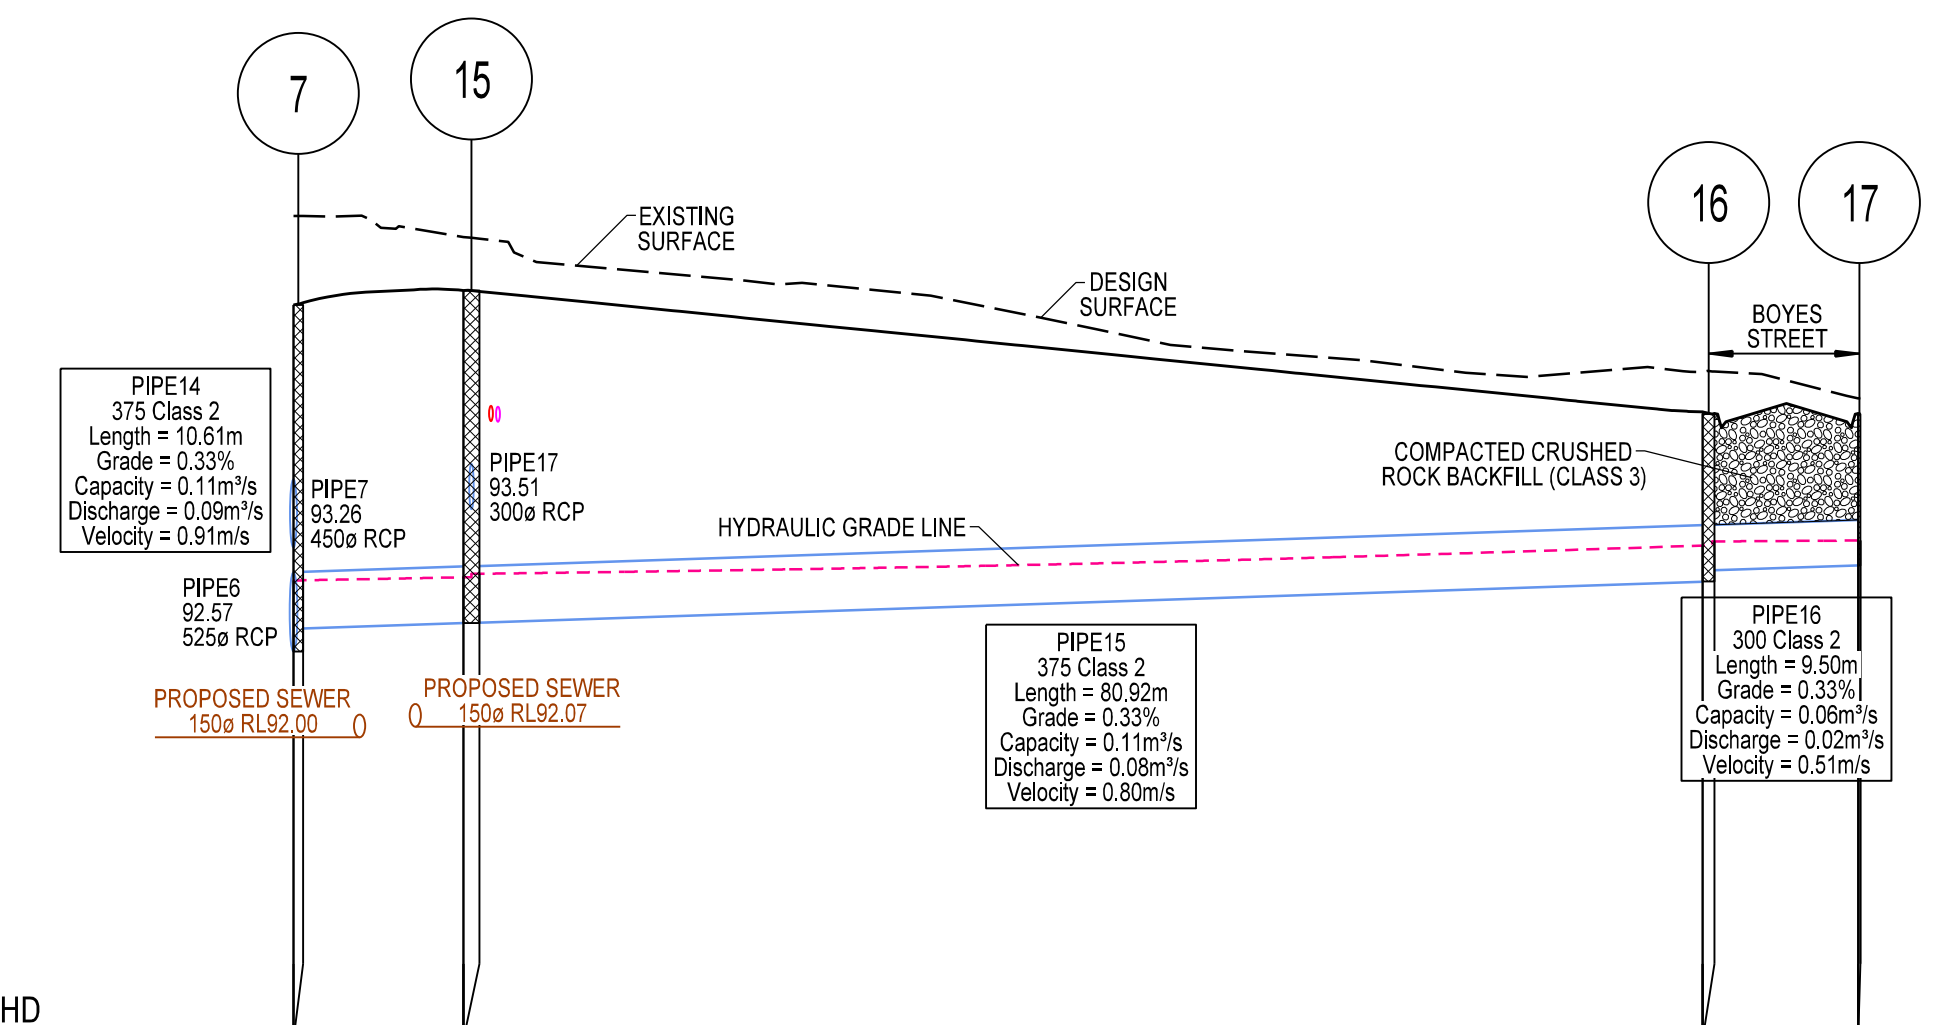 7
15
16
17
EXISTING
SURFACE
DESIGN
SURFACE
BOYES
STREET
PIPE14
375 Class 2
Length = 10.61m
Grade = 0.33%
Capacity = 0.11m³/s
Discharge = 0.09m³/s
Velocity = 0.91m/s
PIPE7
93.26
450ø RCP
PIPE17
93.51
300ø RCP
COMPACTED CRUSHED
ROCK BACKFILL (CLASS 3)
HYDRAULIC GRADE LINE
PIPE6
92.57
525ø RCP
PROPOSED SEWER
150ø RL92.00
PROPOSED SEWER
150ø RL92.07
PIPE15
375 Class 2
Length = 80.92m
Grade = 0.33%
Capacity = 0.11m³/s
Discharge = 0.08m³/s
Velocity = 0.80m/s
PIPE16
300 Class 2
Length = 9.50m
Grade = 0.33%
Capacity = 0.06m³/s
Discharge = 0.02m³/s
Velocity = 0.51m/s
HD